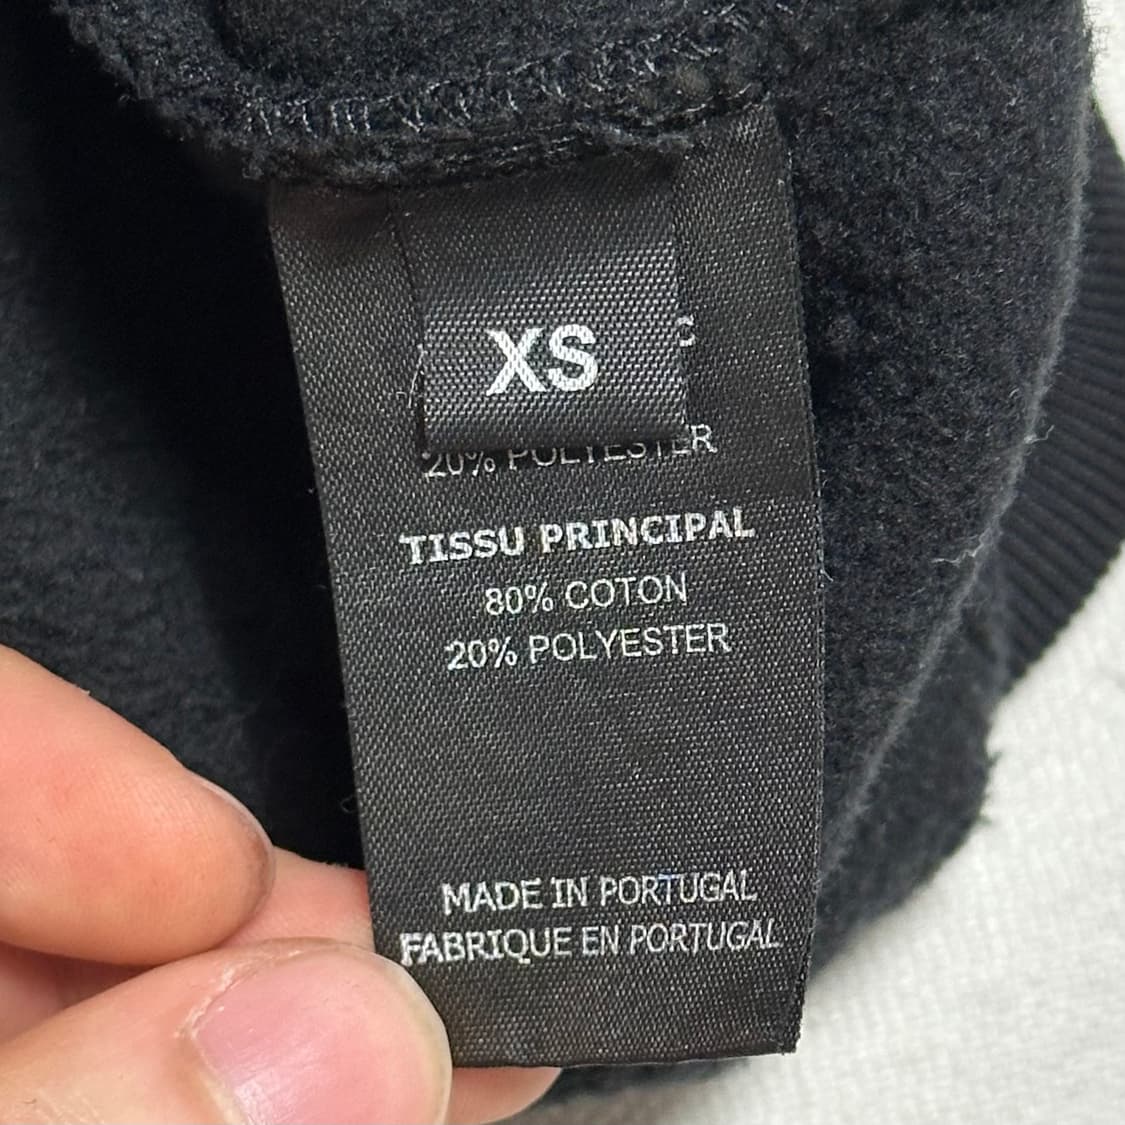 XS
20% POLYESTER
TISSU PRINCIPAL
80% COTON
20% POLYESTER
MADE IN PORTUGAL
FABRIQUE EN PORTUGAL